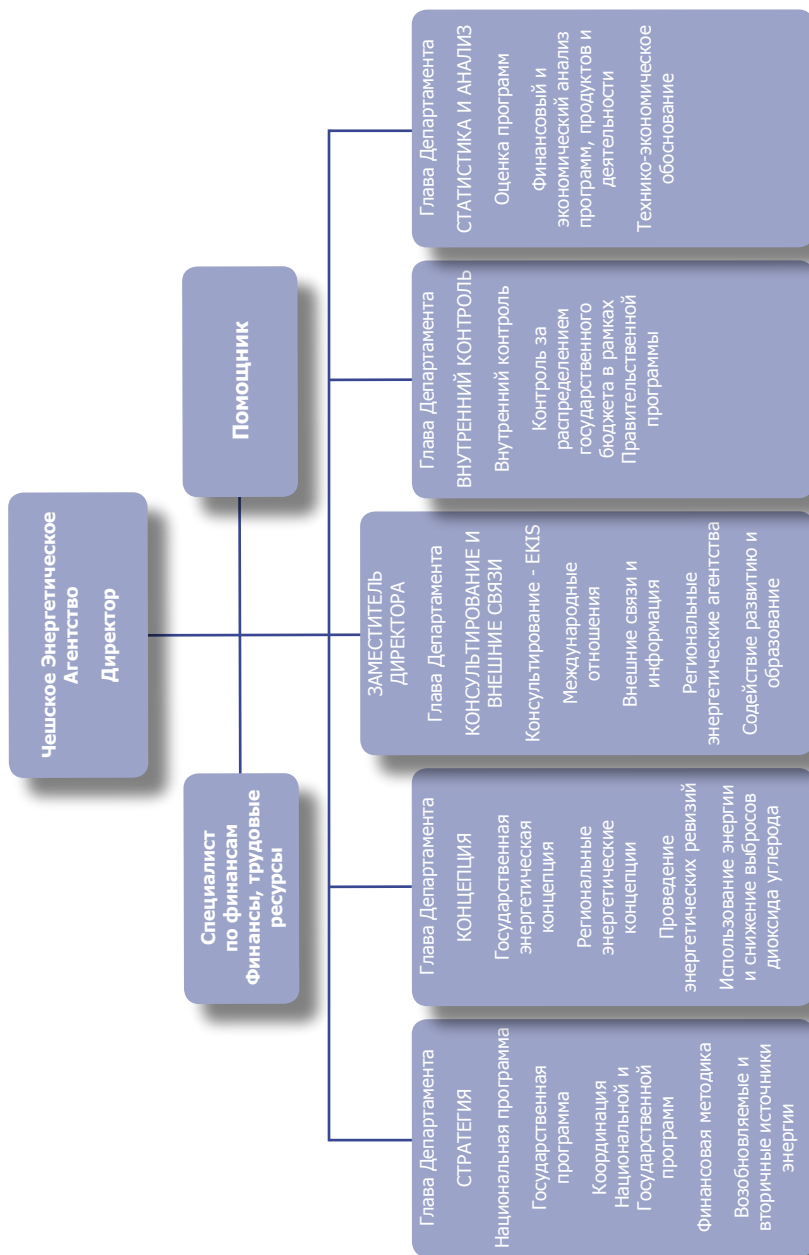 Чешское Энергетическое
Агентство
Директор
Специалист
по финансам
Финансы, трудовые
ресурсы
Помощник
Глава Департамента
СТРАТЕГИЯ
Национальная программа
Государственная
программа
Координация
Национальной и
Государственной
программ
Финансовая методика
Возобновляемые и
вторичные источники
энергии
Глава Департамента
КОНЦЕПЦИЯ
Государственная
энергетическая
концепция
Региональные
энергетические
концепции
Проведение
энергетических ревизий
Использование энергии
и снижение выбросов
диоксида углерода
ЗАМЕСТИТЕЛЬ
ДИРЕКТОРА
Глава Департамента
КОНСУЛЬТИРОВАНИЕ И
ВНЕШНИЕ СВЯЗИ
Консультирование - EKIS
Международные
отношения
Внешние связи и
информация
Региональные
энергетические агентства
Содействие развитию и
образование
Глава Департамента
ВНУТРЕННИЙ КОНТРОЛЬ
Внутренний контроль
Контроль за
распределением
государственного
бюджета в рамках
Правительственной
программы
Глава Департамента
СТАТИСТИКА И АНАЛИЗ
Оценка программ
Финансовый и
экономический анализ
программ, продуктов и
деятельности
Технико-экономическое
обоснование